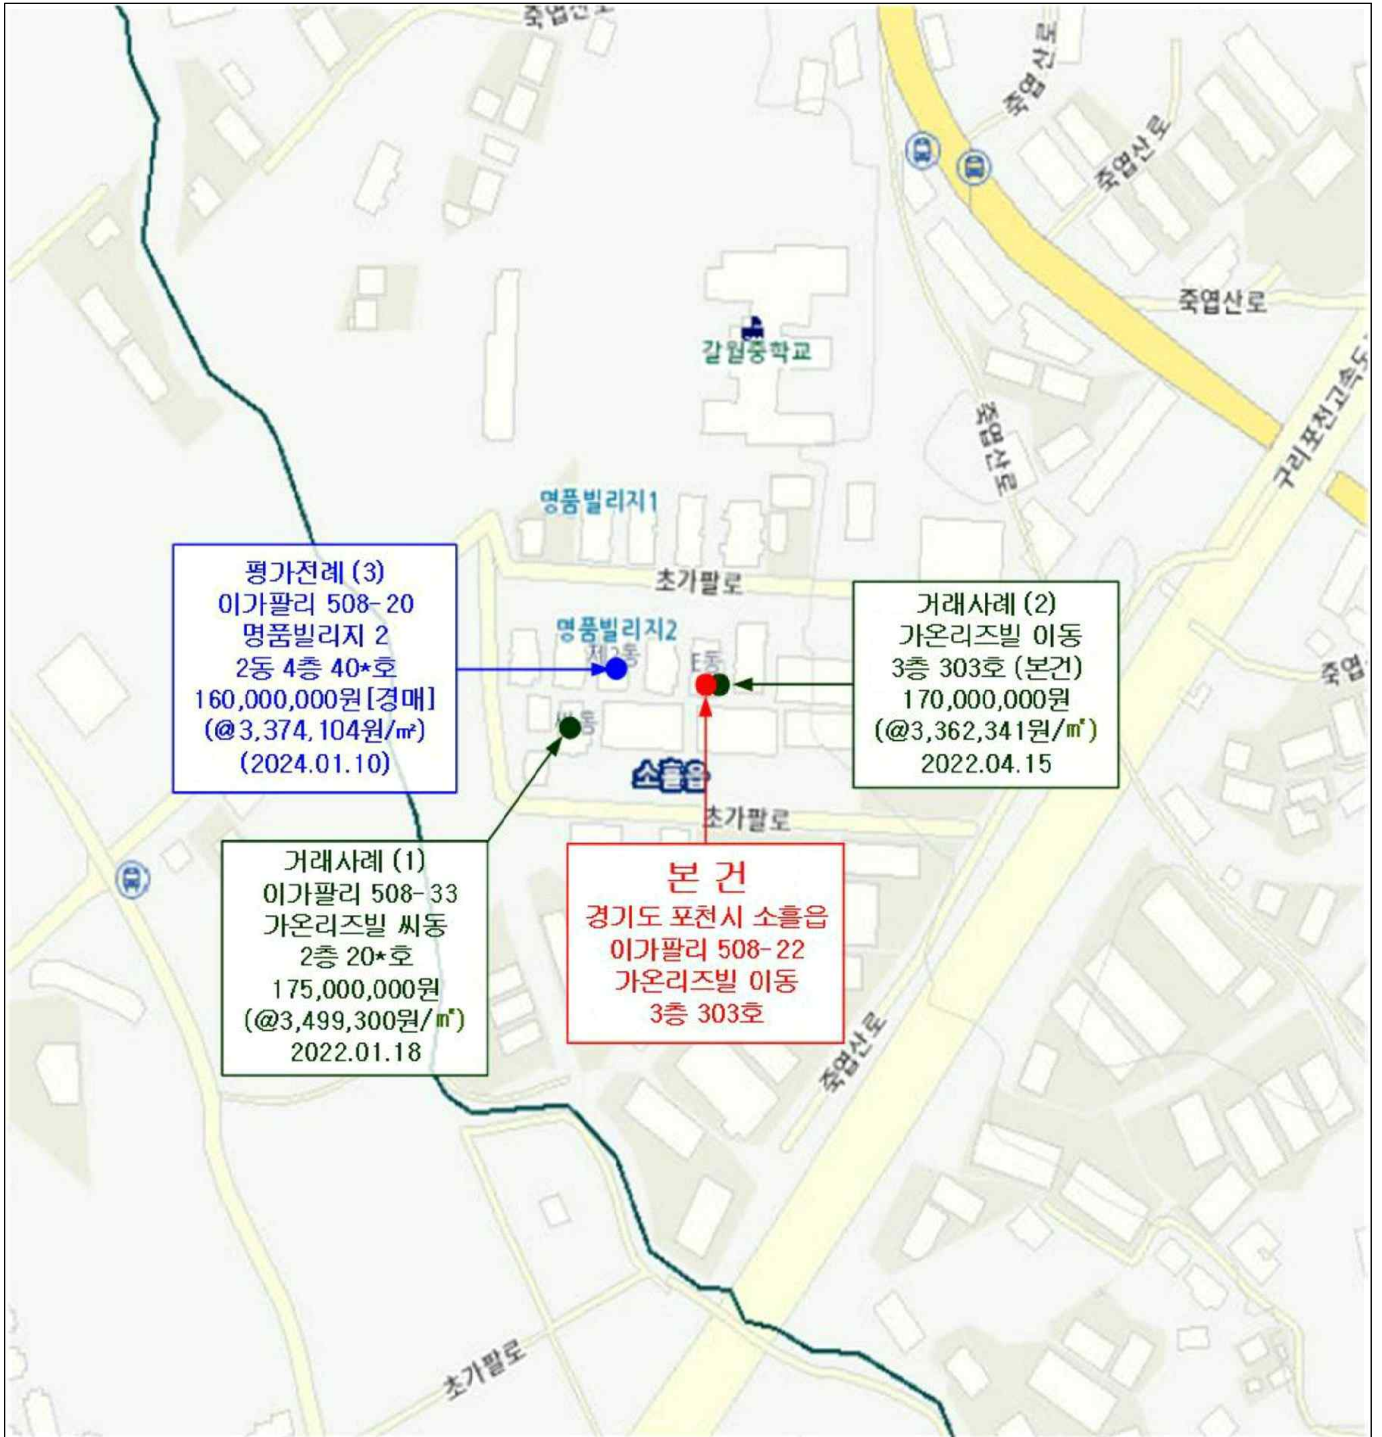 죽엽산로
죽엽산로
죽엽산로
죽엽산로
갈월중학교
구리포천고속도
죽엽산로
명품빌리지1
초가팔로
평가전례 (3)
이가팔리 508-20
명품빌리지 2
2동 4층 40*호
160,000,000원[경매]
(@3,374,104원/㎡)
(2024.01.10)
명품빌리지2
제2동
E동
거래사례 (2)
가온리즈빌 이동
3층 303호 (본건)
170,000,000원
(@3,362,341원/㎡)
2022.04.15
죽엽
씨동
소흘읍
초가팔로
거래사례 (1)
이가팔리 508-33
가온리즈빌 씨동
2층 20*호
175,000,000원
(@3,499,300원/㎡)
2022.01.18
본 건
경기도 포천시 소흘읍
이가팔리 508-22
가온리즈빌 이동
3층 303호
죽엽산로
초가팔로